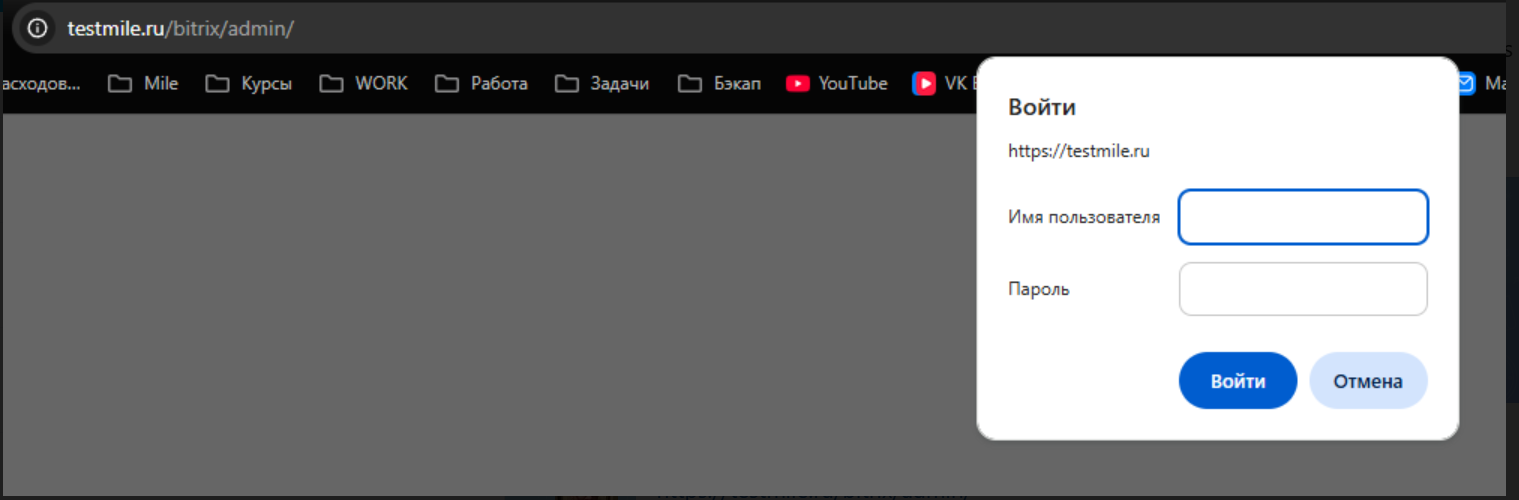 testmile.ru/bitrix/admin/
асходов... Mile Курсы WORK Работа Задачи Бэкап YouTube VK
Войти
https://testmile.ru
Имя пользователя
Пароль
Войти Отмена